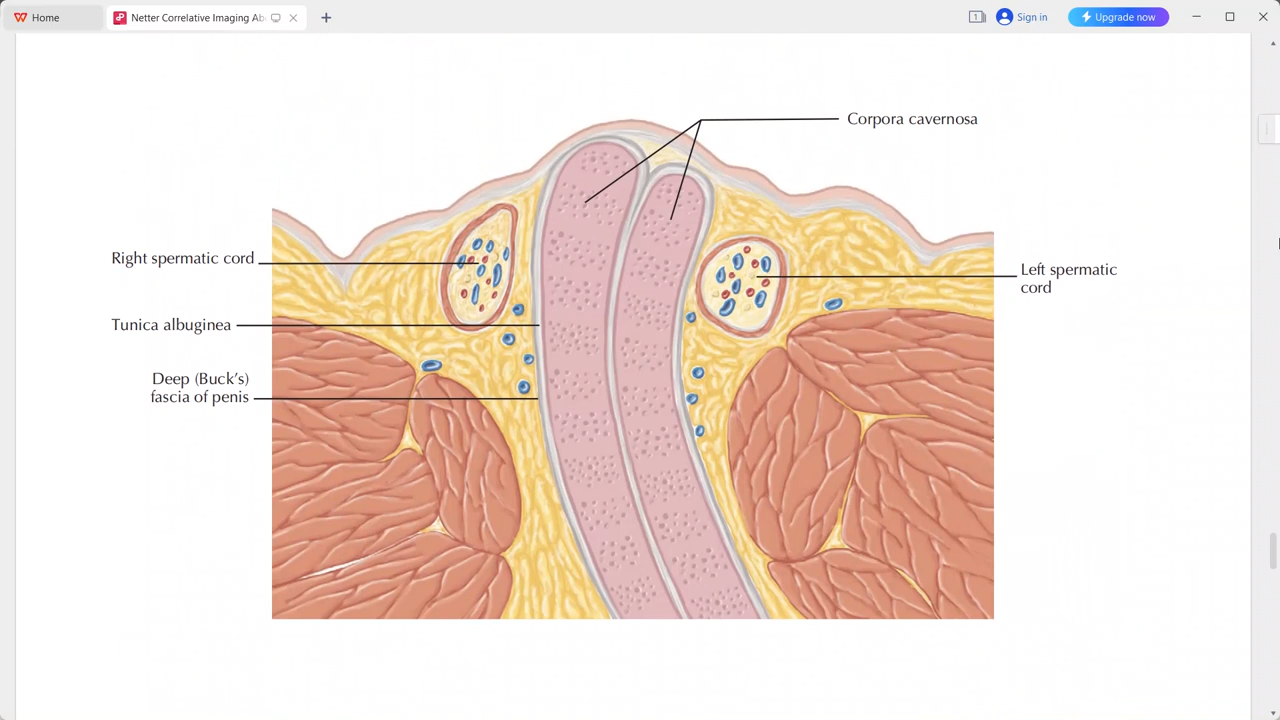 Home
Netter Correlative Imaging Ab
1
Sign in
Upgrade now
Corpora cavernosa
Right spermatic cord
Left spermatic
cord
Tunica albuginea
Deep (Buck's)
fascia of penis